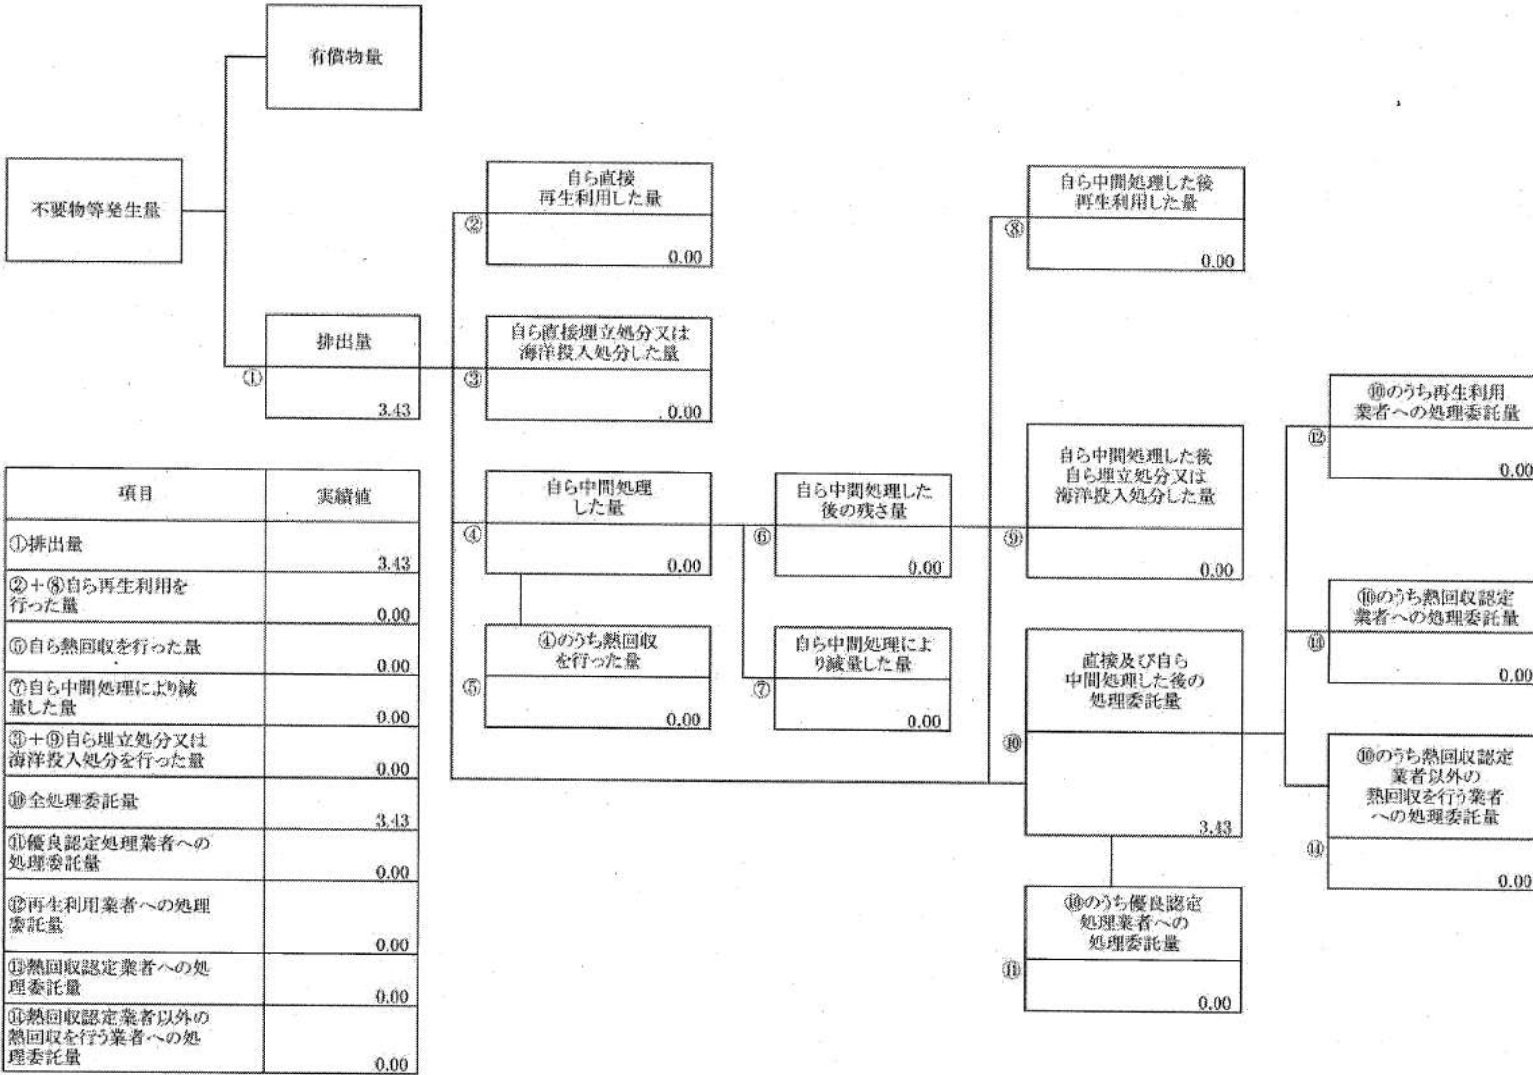 有償物量
不要物等発生量
排出量
①
3.43
自ら直接
再生利用した量
②
0.00
自ら直接埋立処分又は
海洋投入処分した量
③
0.00
自ら中間処理
した量
④
0.00
④のうち熱回収
を行った量
⑤
0.00
自ら中間処理した
後の残さ量
⑥
0.00
自ら中間処理によ
り減量した量
⑦
0.00
自ら中間処理した後
再生利用した量
⑧
0.00
自ら中間処理した後
自ら埋立処分又は
海洋投入処分した量
⑨
0.00
直接及び自ら
中間処理した後の
処理委託量
⑩
3.43
⑩のうち優良認定
処理業者への
処理委託量
⑪
0.00
⑩のうち再生利用
業者への処理委託量
⑫
0.00
⑩のうち熱回収認定
業者への処理委託量
⑬
0.00
⑩のうち熱回収認定
業者以外の
熱回収を行う業者
への処理委託量
⑭
0.00
項目 実績値
①排出量
3.43
②+⑧自ら再生利用を
行った量
0.00
⑤自ら熱回収を行った量
0.00
⑦自ら中間処理により減
量した量
0.00
③+⑨自ら埋立処分又は
海洋投入処分を行った量
0.00
⑩全処理委託量
3.43
⑪優良認定処理業者への
処理委託量
0.00
⑫再生利用業者への処理
委託量
0.00
⑬熱回収認定業者への処
理委託量
0.00
⑭熱回収認定業者以外の
熱回収を行う業者への処
理委託量
0.00